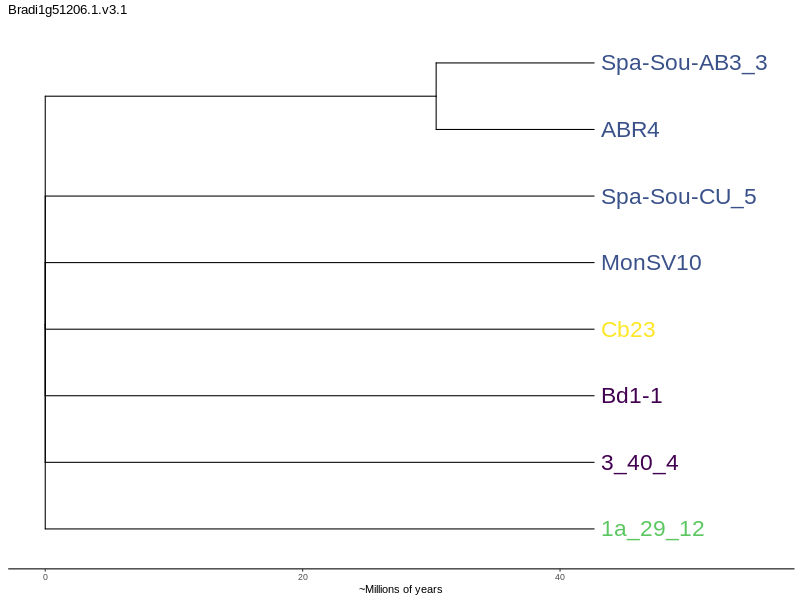 Bradi1g51206.1.v3.1
Spa-Sou-AB3_3
ABR4
Spa-Sou-CU_5
MonSV10
Cb23
Bd1-1
3_40_4
1a_29_12
0 20 40
~Millions of years